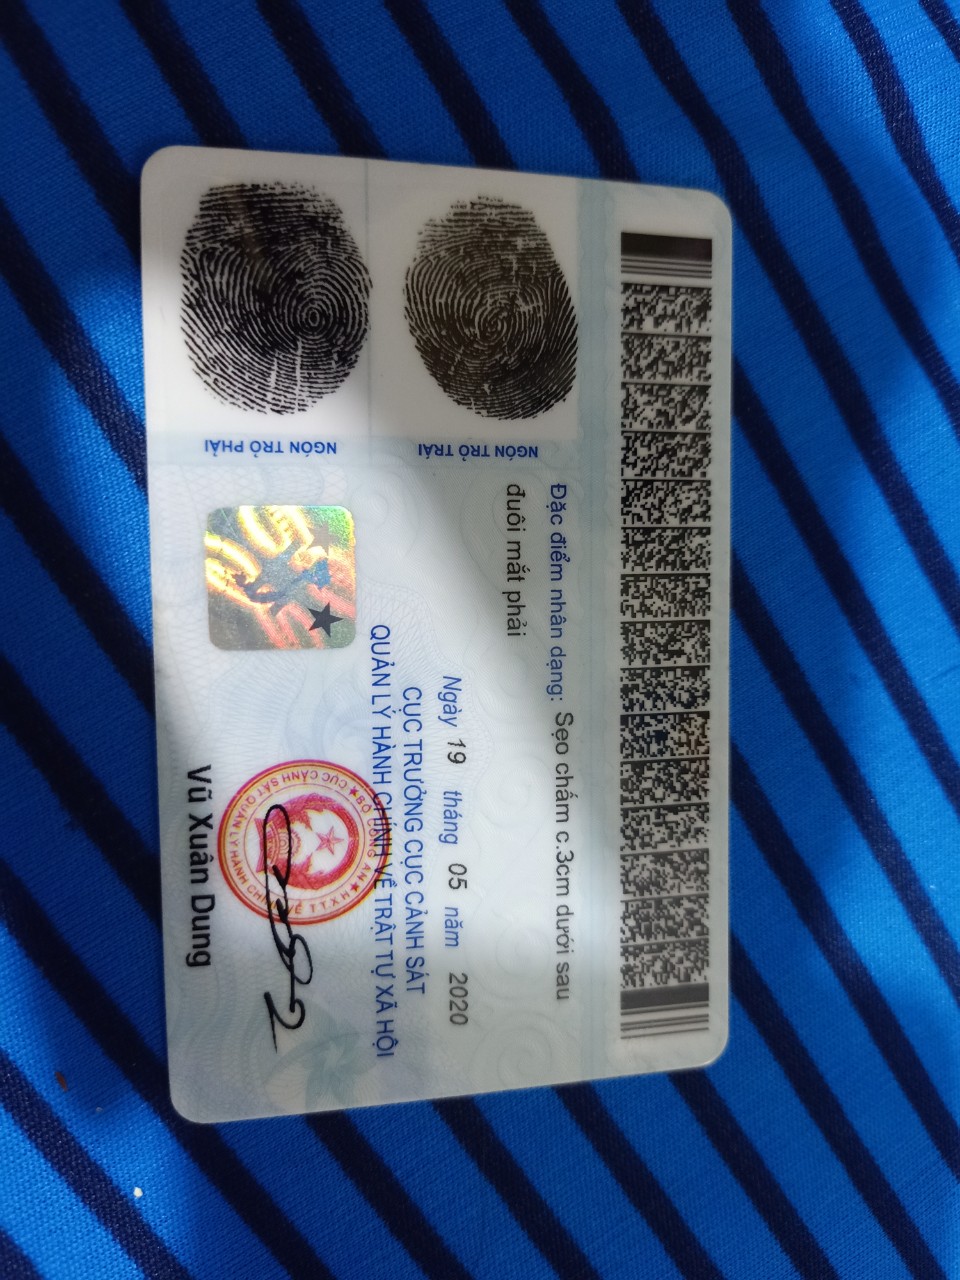 Đặc điểm nhân dạng: Sẹo chấm c.3cm dưới sau
đuôi mắt phải
NGÓN TRỎ TRÁI
NGÓN TRỎ PHẢI
Ngày 19 tháng 05 năm 2020
CỤC TRƯỞNG CỤC CẢNH SÁT
QUẢN LÝ HÀNH CHÍNH VỀ TRẬT TỰ XÃ HỘI
BỘ CÔNG AN
CỤC CẢNH SÁT QUẢN LÝ HÀNH CHÍNH VỀ TTXH
Vũ Xuân Dung